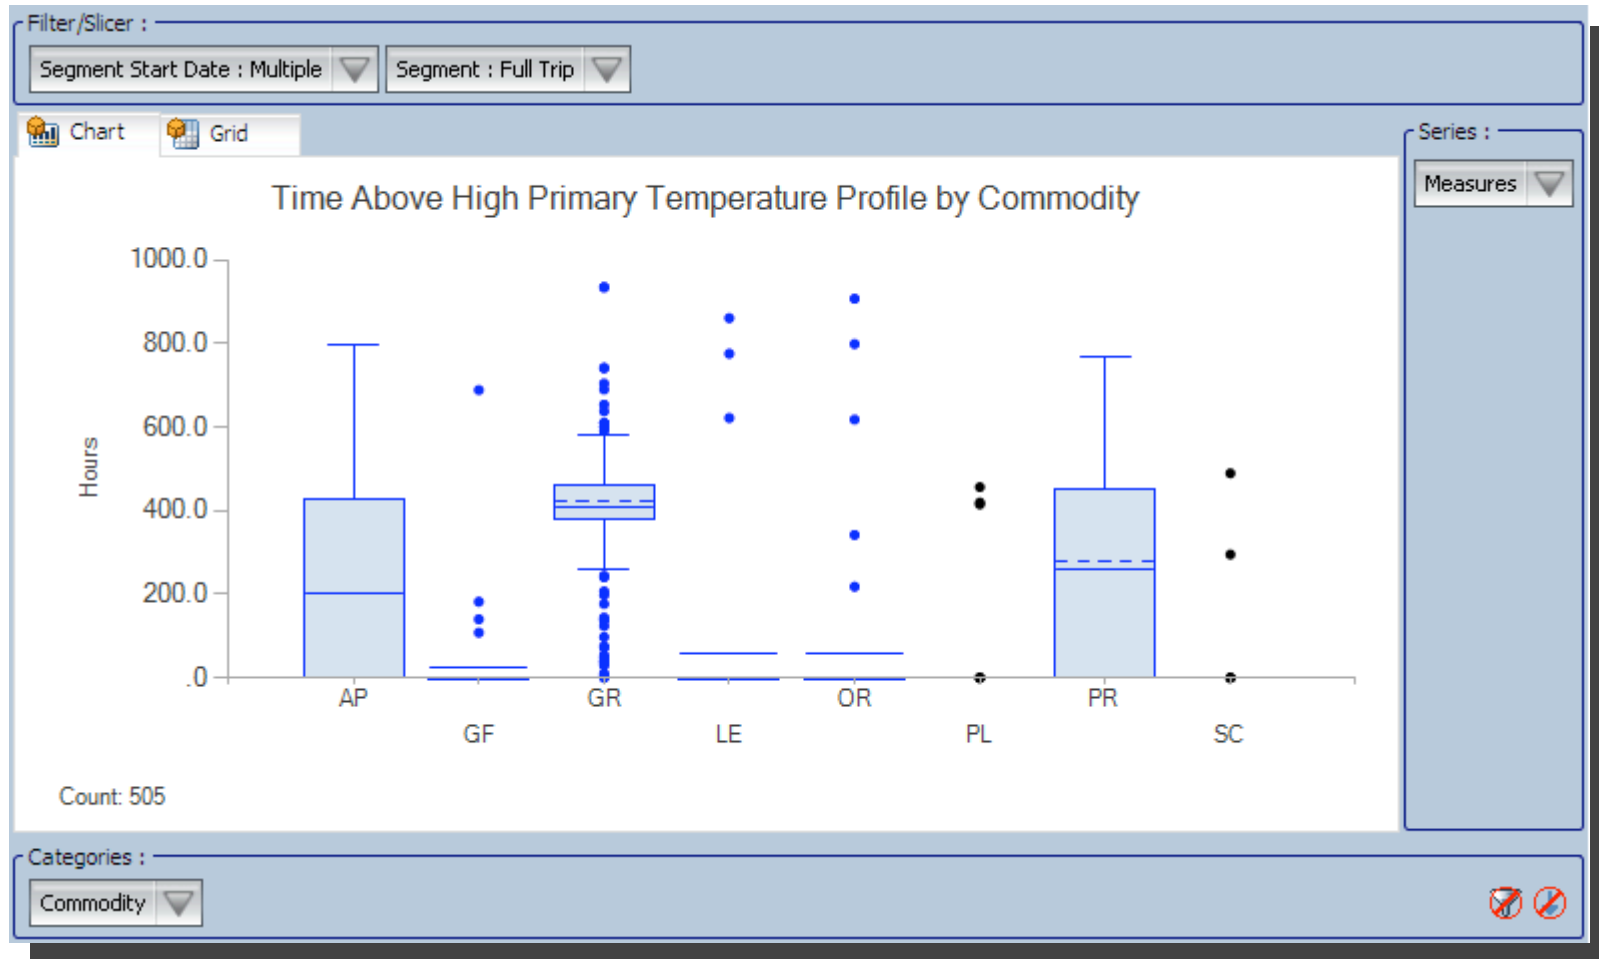 Filter/Slicer :
Segment Start Date : Multiple
Segment : Full Trip
Chart
Grid
Series :
Measures
Time Above High Primary Temperature Profile by Commodity
Hours
1000.0
800.0
600.0
400.0
200.0
.0
AP
GF
GR
LE
OR
PL
PR
SC
Count: 505
Categories :
Commodity